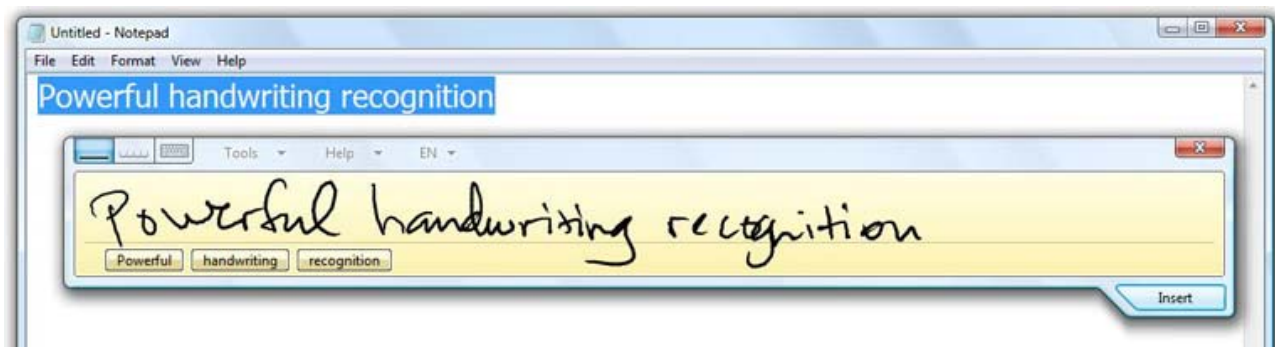 Untitled - Notepad
File Edit Format View Help
Powerful handwriting recognition
Tools Help EN
Powerful handwriting recognition
Powerful handwriting recognition
Insert